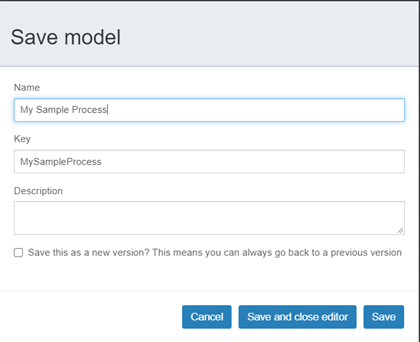 Save model
Name
My Sample Process
Key
MySampleProcess
Description
Save this as a new version? This means you can always go back to a previous version
Cancel
Save and close editor
Save